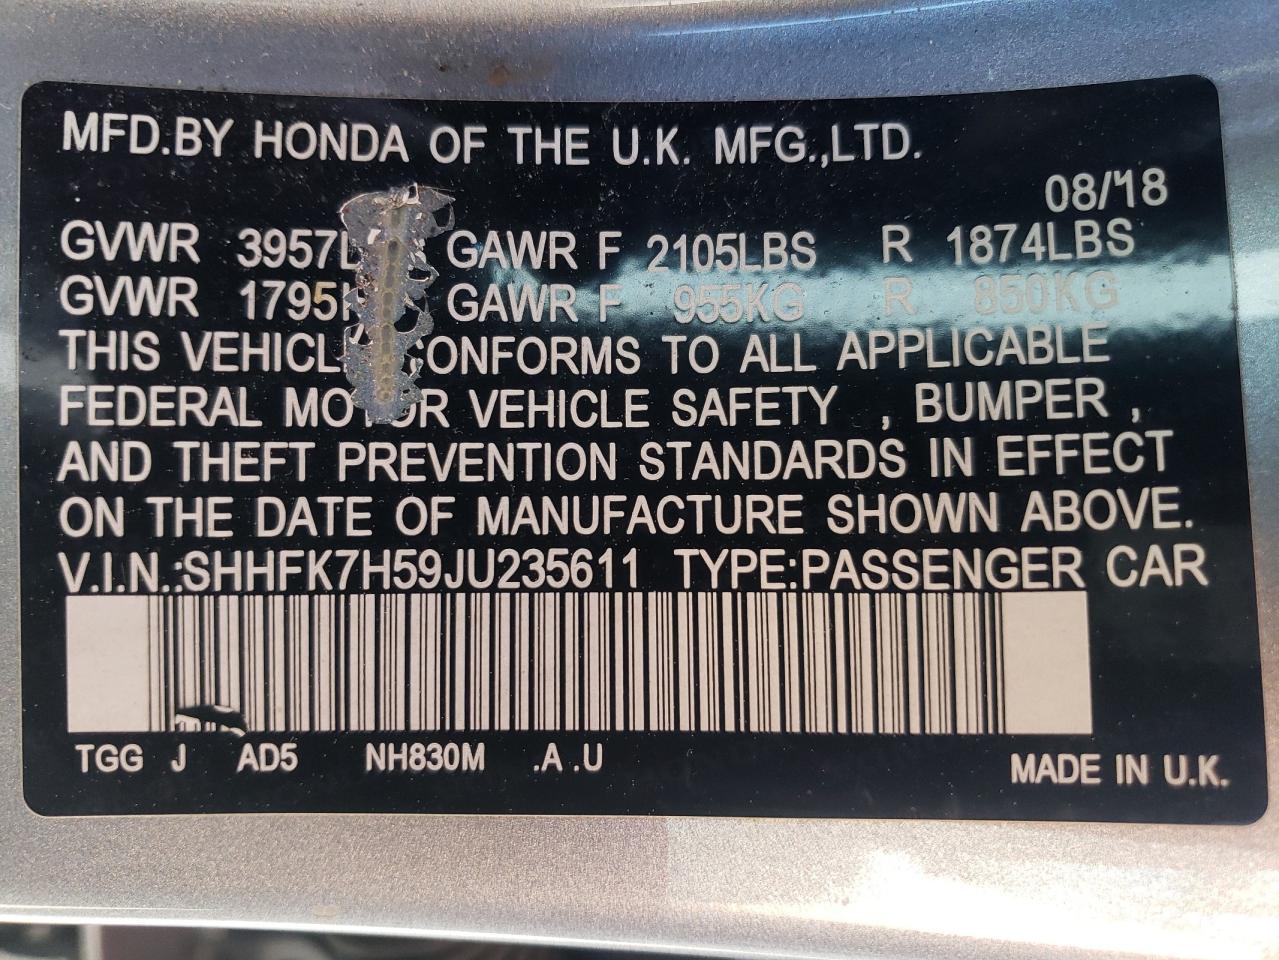 MFD.BY HONDA OF THE U.K. MFG.,LTD.
08/'18
GVWR 3957L GAWR F 2105LBS R 1874LBS
GVWR 1795K GAWR F 955KG R 850KG
THIS VEHICLE CONFORMS TO ALL APPLICABLE
FEDERAL MOTOR VEHICLE SAFETY , BUMPER ,
AND THEFT PREVENTION STANDARDS IN EFFECT
ON THE DATE OF MANUFACTURE SHOWN ABOVE.
V.I.N.:SHHFK7H59JU235611 TYPE:PASSENGER CAR
TGG J AD5 NH830M .A .U MADE IN U.K.